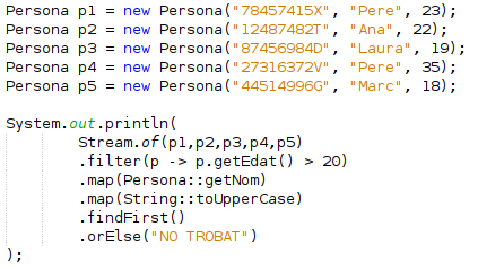 Persona p1 = new Persona("78457415X", "Pere", 23);
Persona p2 = new Persona("12487482T", "Ana", 22);
Persona p3 = new Persona("87456984D", "Laura", 19);
Persona p4 = new Persona("27316372V", "Pere", 35);
Persona p5 = new Persona("44514996G", "Marc", 18);
System.out.println(
Stream.of(p1,p2,p3,p4,p5)
.filter(p -> p.getEdat() > 20)
.map(Persona::getNom)
.map(String::toUpperCase)
.findFirst()
.orElse("NO TROBAT")
);